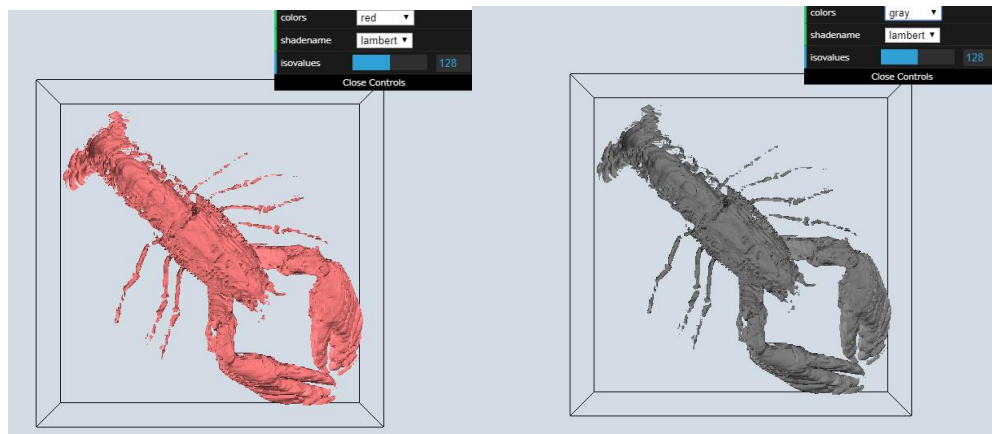 colors red
shadename lambert
isovalues 128
Close Controls
colors gray
shadename lambert
isovalues 128
Close Controls